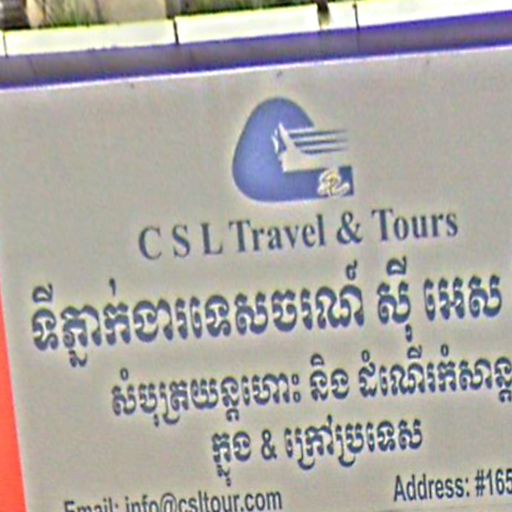 C S L Travel & Tours
ទីភ្នាក់ងារទេសចរណ៍ ស៊ី អេស
សំបុត្រយន្តហោះ និង ដំណើរកំសាន្ត
ក្នុង & ក្រៅប្រទេស
Email: info@csltour.com
Address: #165